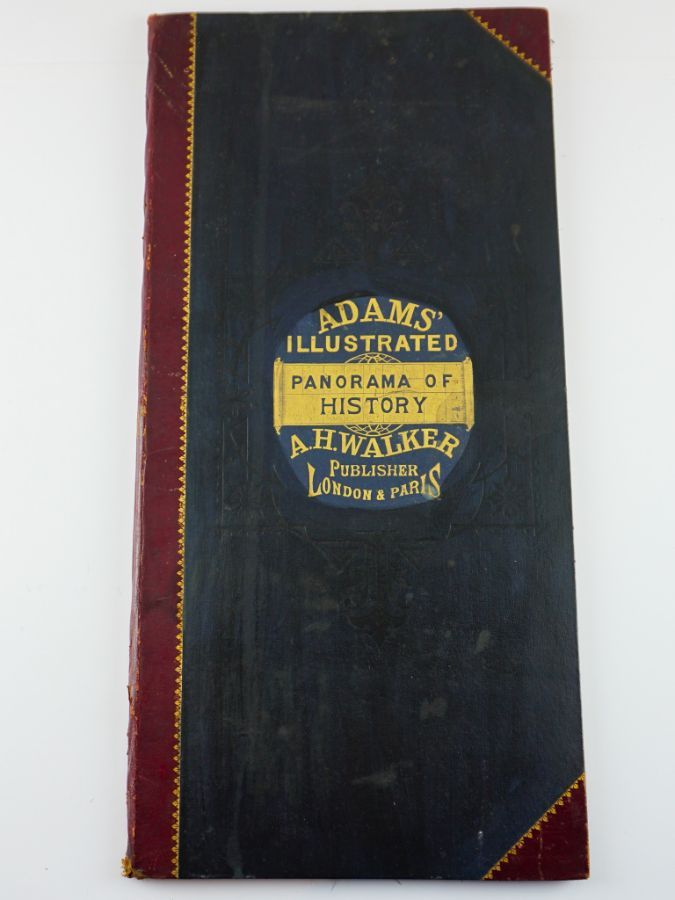 ADAMS'
ILLUSTRATED
PANORAMA OF
HISTORY
A.H.WALKER
PUBLISHER
LONDON & PARIS